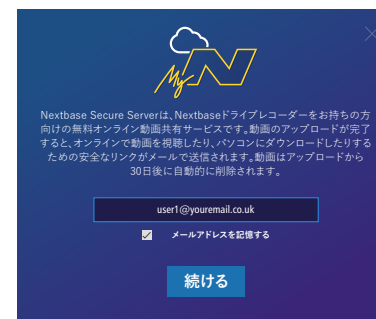 My N
Nextbase Secure Serverは、Nextbaseドライブレコーダーをお持ちの方
向けの無料オンライン動画共有サービスです。動画のアップロードが完了
すると、オンラインで動画を視聴したり、パソコンにダウンロードしたりする
ための安全なリンクがメールで送信されます。動画はアップロードから
30日後に自動的に削除されます。
user1@youremail.co.uk
メールアドレスを記憶する
続ける